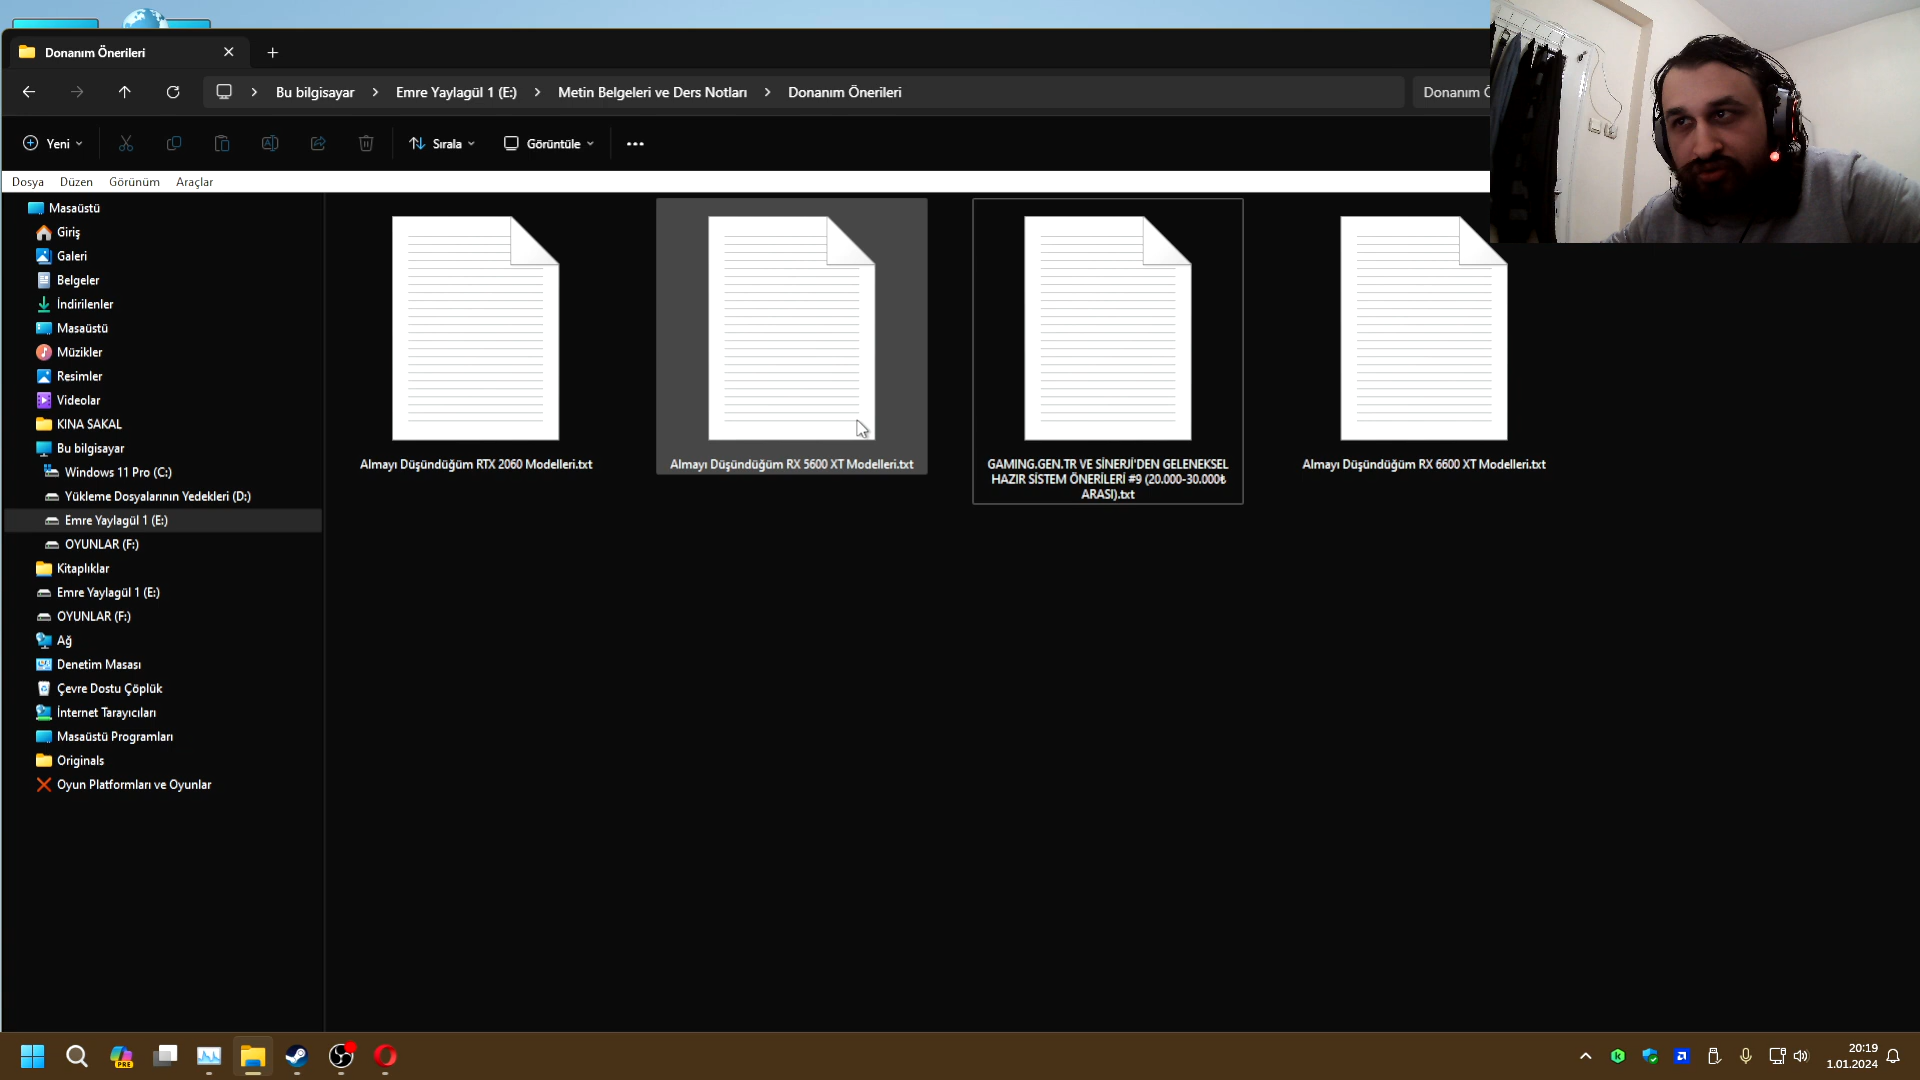 Donanım Önerileri
Bu bilgisayar > Emre Yaylagül 1 (E:) > Metin Belgeleri ve Ders Notları > Donanım Önerileri
Donanım
Yeni
Sırala
Görüntüle
Dosya Düzen Görünüm Araçlar
Masaüstü
Giriş
Galeri
Belgeler
İndirilenler
Masaüstü
Müzikler
Resimler
Videolar
KINA SAKAL
Bu bilgisayar
Windows 11 Pro (C:)
Yükleme Dosyalarının Yedekleri (D:)
Emre Yaylagül 1 (E:)
OYUNLAR (F:)
Kitaplıklar
Emre Yaylagül 1 (E:)
OYUNLAR (F:)
Ağ
Denetim Masası
Çevre Dostu Çöplük
İnternet Tarayıcıları
Masaüstü Programları
Originals
Oyun Platformları ve Oyunlar
Almayı Düşündüğüm RTX 2060 Modelleri.txt
Almayı Düşündüğüm RX 5600 XT Modelleri.txt
GAMING.GEN.TR VE SİNERJİ'DEN GELENEKSEL
HAZIR SİSTEM ÖNERİLERİ #9 (20.000-30.000₺
ARASI).txt
Almayı Düşündüğüm RX 6600 XT Modelleri.txt
PRE
20:19
1.01.2024